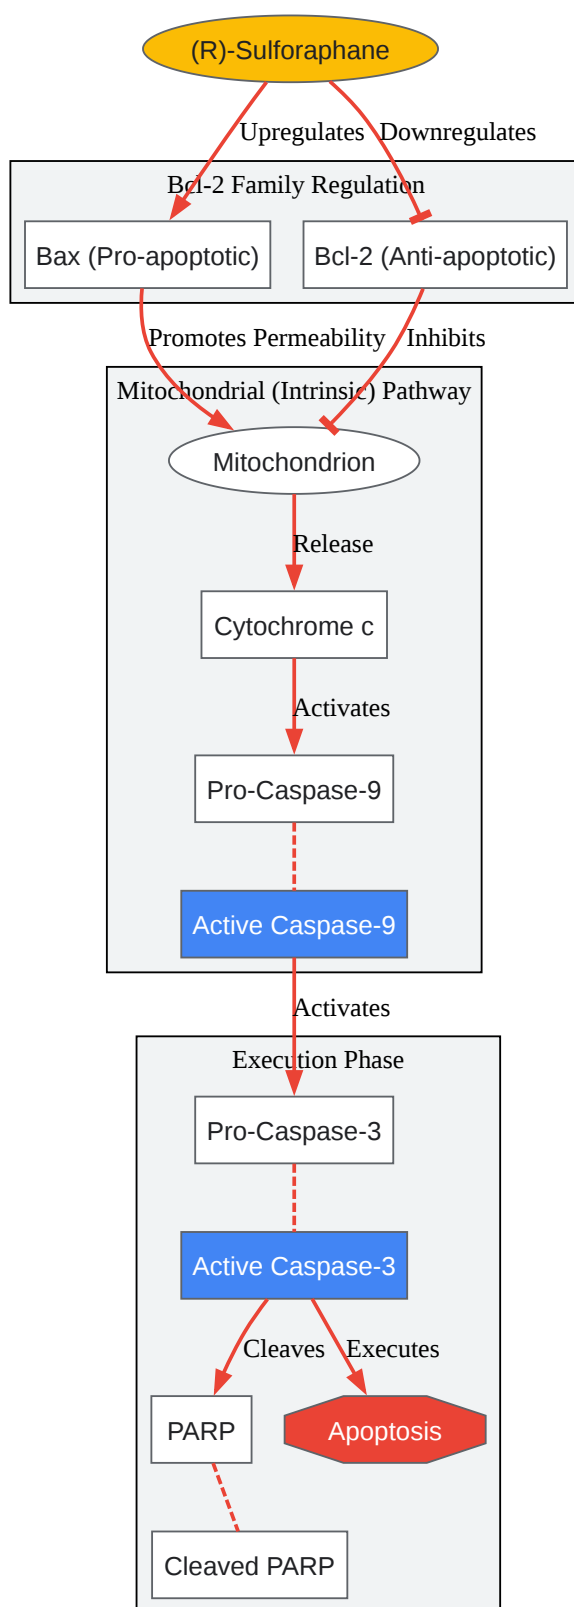 (R)-Sulforaphane
Upregulates
Downregulates
Bcl-2 Family Regulation
Bax (Pro-apoptotic)
Bcl-2 (Anti-apoptotic)
Promotes Permeability
Inhibits
Mitochondrial (Intrinsic) Pathway
Mitochondrion
Release
Cytochrome c
Activates
Pro-Caspase-9
Active Caspase-9
Activates
Execution Phase
Pro-Caspase-3
Active Caspase-3
Cleaves
Executes
PARP
Apoptosis
Cleaved PARP